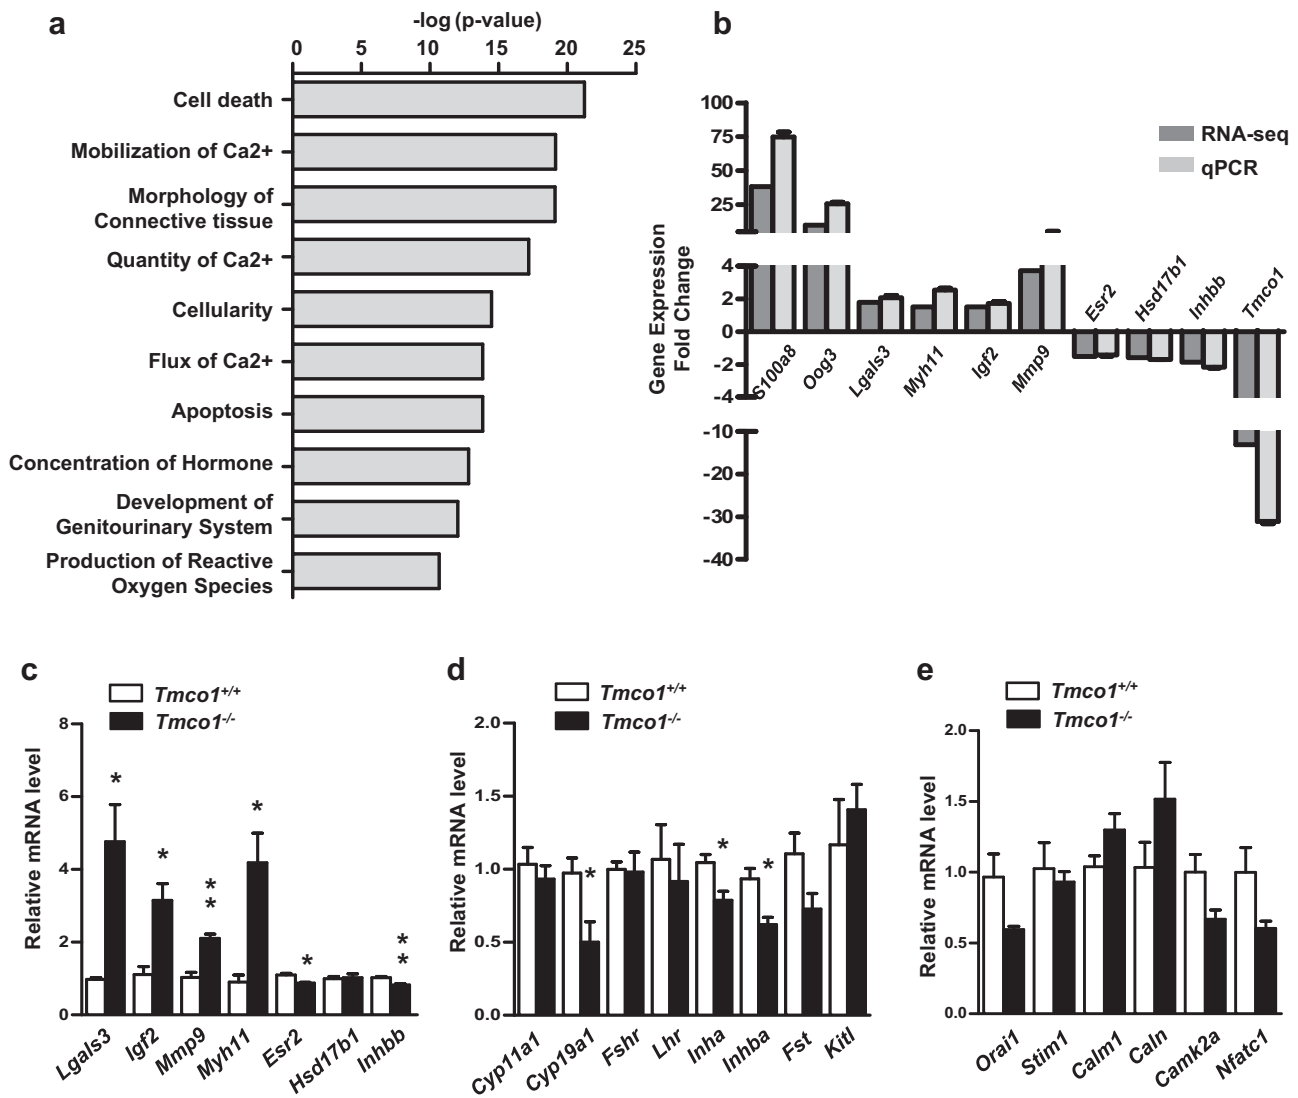 a
-log (p-value)
0 5 10 15 20 25
Cell death
Mobilization of Ca2+
Morphology of
Connective tissue
Quantity of Ca2+
Cellularity
Flux of Ca2+
Apoptosis
Concentration of Hormone
Development of
Genitourinary System
Production of Reactive
Oxygen Species
b
Gene Expression
Fold Change
100
75
50
25
4
2
0
-2
-4
-10
-20
-30
-40
RNA-seq
qPCR
S100a8 Oog3 Lgals3 Myh11 Igf2 Mmp9 Esr2 Hsd17b1 Inhbb Tmco1
c
Tmco1+/+
Tmco1-/-
Relative mRNA level
8
6
4
2
0
* * * * * * * *
Lgals3 Igf2 Mmp9 Myh11 Esr2 Hsd17b1 Inhbb
d
Tmco1+/+
Tmco1-/-
Relative mRNA level
2.0
1.5
1.0
0.5
0.0
* * *
Cyp11a1 Cyp19a1 Fshr Lhr Inha Inhba Fst Kitl
e
Tmco1+/+
Tmco1-/-
Relative mRNA level
2.0
1.5
1.0
0.5
0.0
Orai1 Stim1 Calm1 Caln Camk2a Nfatc1